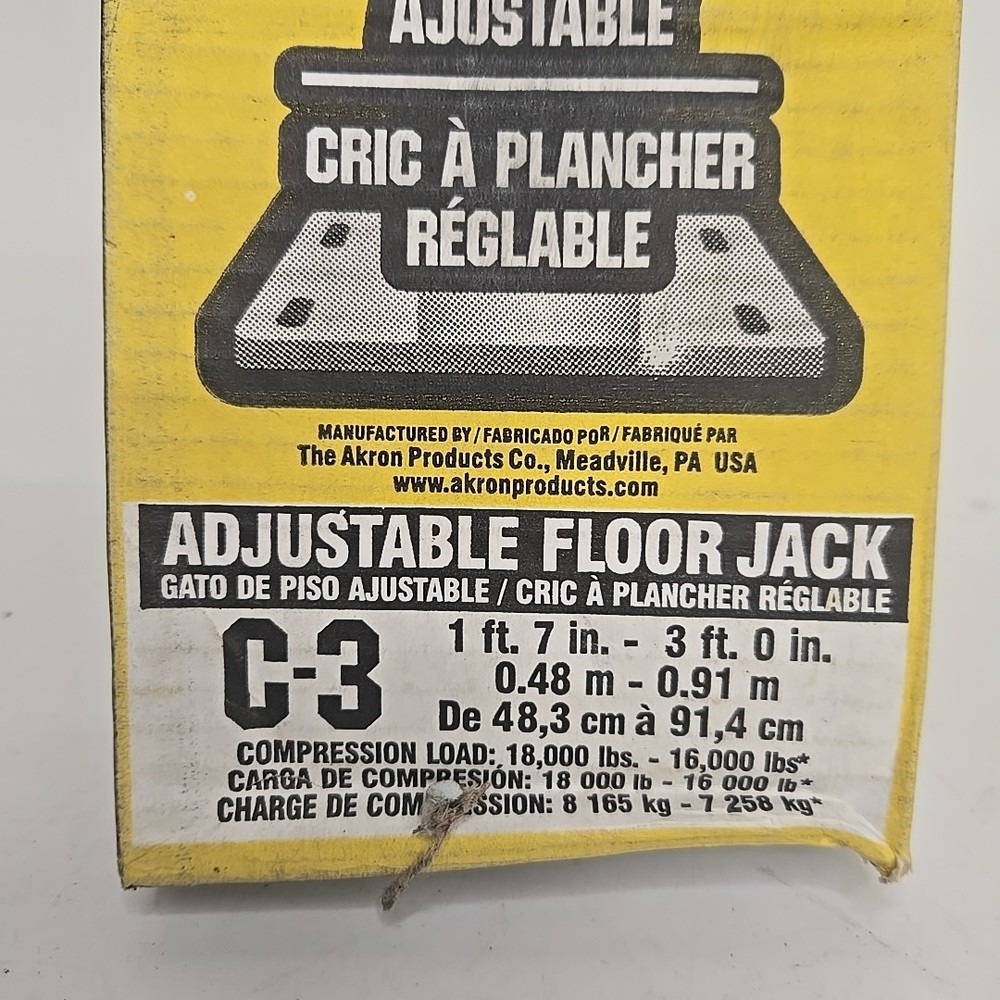 AJUSTABLE
CRIC À PLANCHER
RÉGLABLE
MANUFACTURED BY / FABRICADO POR / FABRIQUÉ PAR
The Akron Products Co., Meadville, PA USA
www.akronproducts.com
ADJUSTABLE FLOOR JACK
GATO DE PISO AJUSTABLE / CRIC À PLANCHER RÉGLABLE
C-3
1 ft. 7 in. - 3 ft. 0 in.
0.48 m - 0.91 m
De 48,3 cm à 91,4 cm
COMPRESSION LOAD: 18,000 lbs. - 16,000 lbs*
CARGA DE COMPRESIÓN: 18 000 lb - 16 000 lb*
CHARGE DE COM ESSION: 8 165 kg - 7 258 kg*